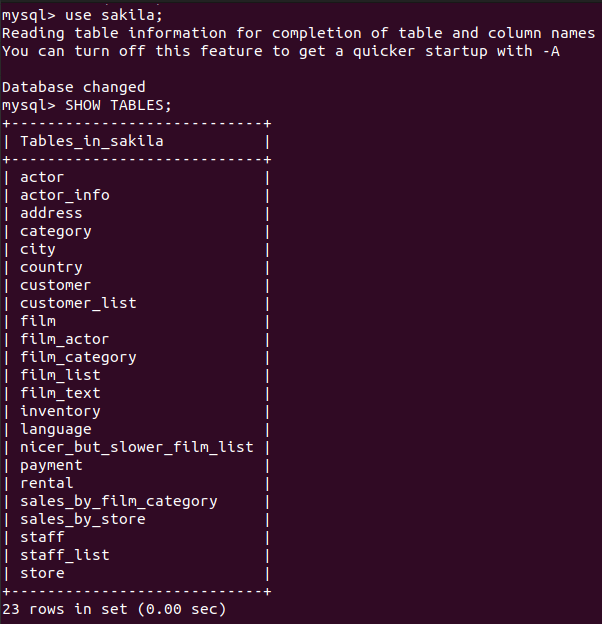 mysql> use sakila;
Reading table information for completion of table and column names
You can turn off this feature to get a quicker startup with -A

Database changed
mysql> SHOW TABLES;
+----------------------------+
| Tables_in_sakila           |
+----------------------------+
| actor                      |
| actor_info                 |
| address                    |
| category                   |
| city                       |
| country                    |
| customer                   |
| customer_list              |
| film                       |
| film_actor                 |
| film_category              |
| film_list                  |
| film_text                  |
| inventory                  |
| language                   |
| nicer_but_slower_film_list |
| payment                    |
| rental                     |
| sales_by_film_category     |
| sales_by_store             |
| staff                      |
| staff_list                 |
| store                      |
+----------------------------+
23 rows in set (0.00 sec)